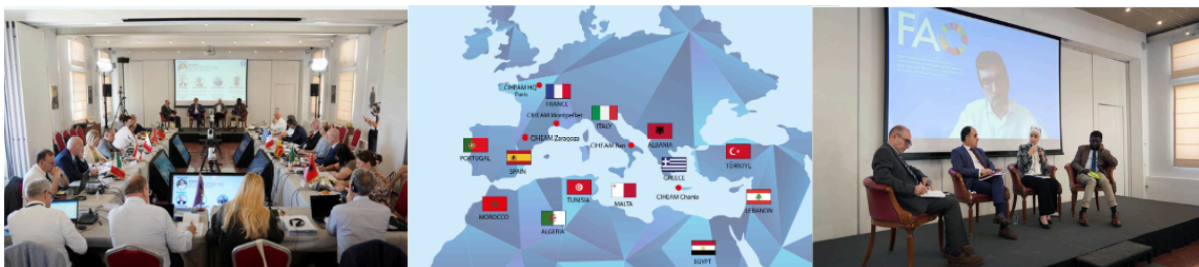 CIHEAM HQ
Paris
FRANCE
CIHEAM Montpellier
ITALY
CIHEAM Zaragoza
CIHEAM Bari
ALBANIA
PORTUGAL
SPAIN
GREECE
TÜRKIYE
TUNISIA
MALTA
CIHEAM Chania
MOROCCO
ALGERIA
LEBANON
EGYPT
FAO